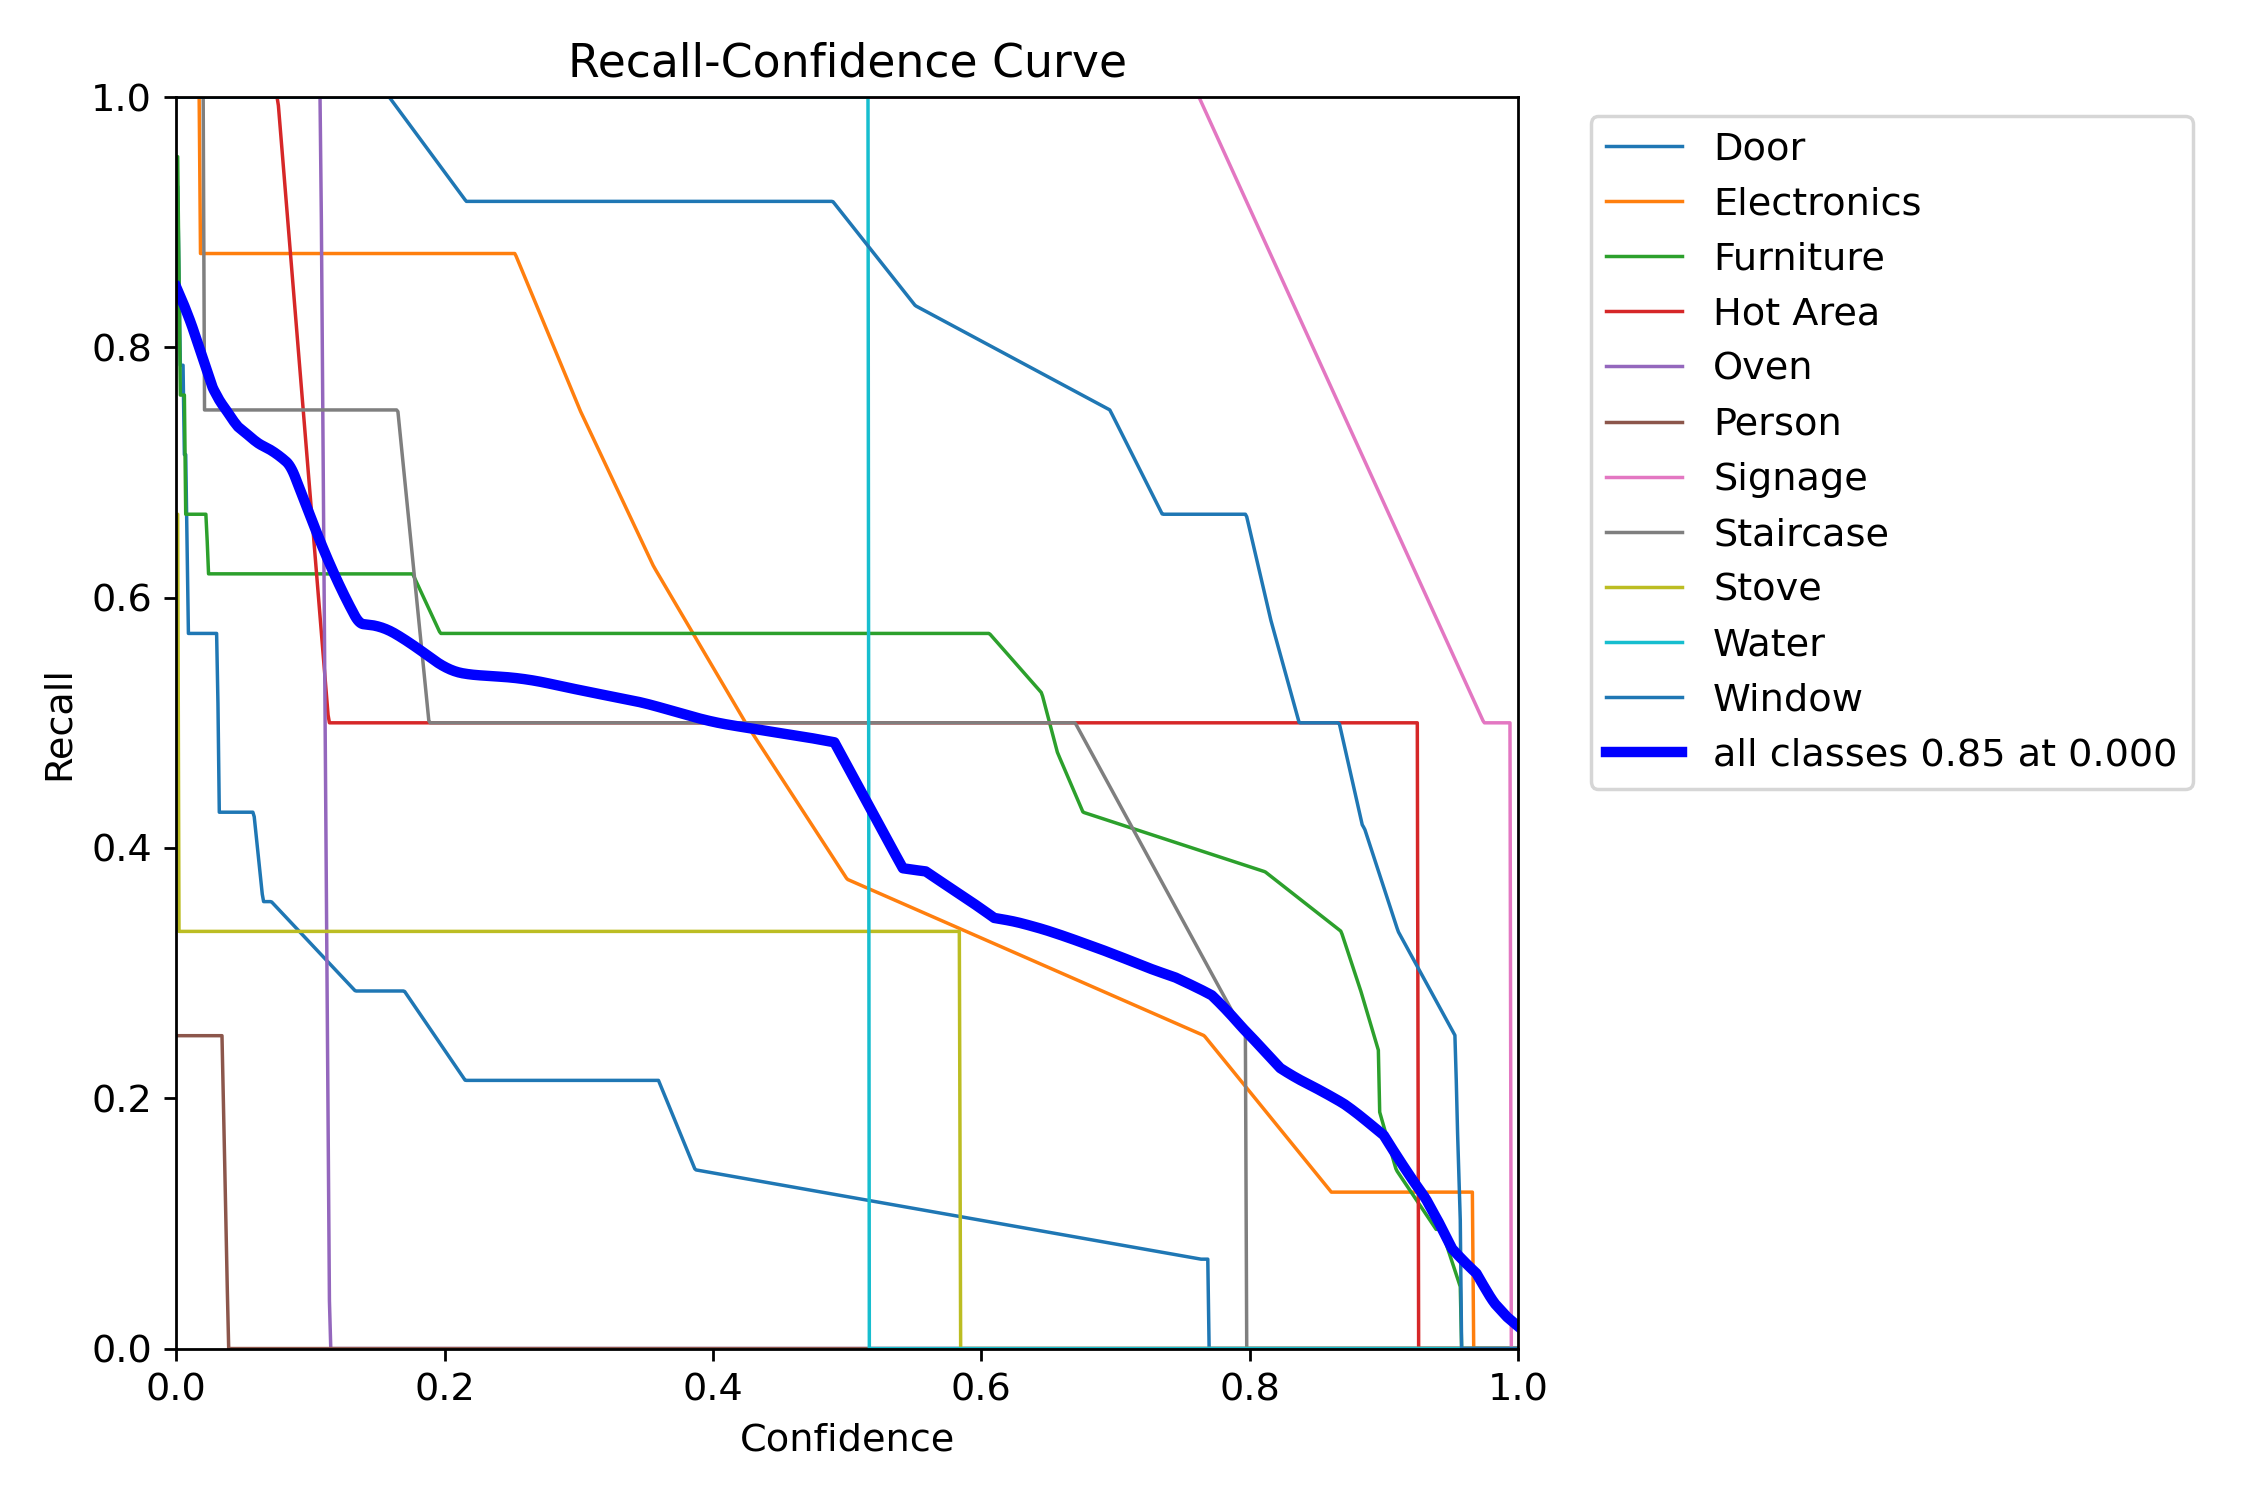 Recall-Confidence Curve
1.0
0.8
0.6
0.4
0.2
0.0
Recall
0.0 0.2 0.4 0.6 0.8 1.0
Confidence
Door
Electronics
Furniture
Hot Area
Oven
Person
Signage
Staircase
Stove
Water
Window
all classes 0.85 at 0.000